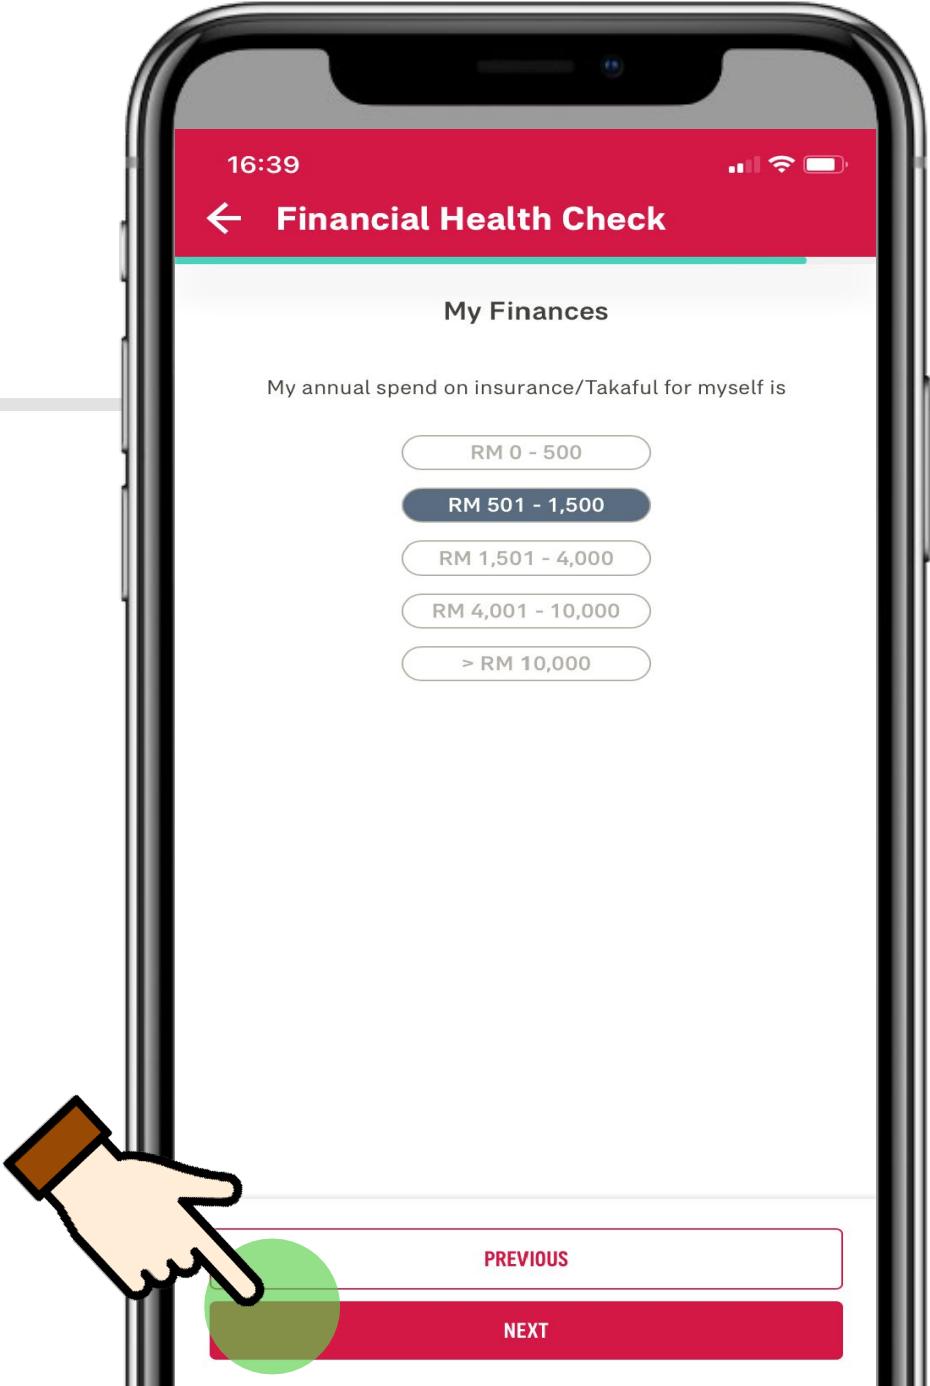 16:39
Financial Health Check
My Finances
My annual spend on insurance/Takaful for myself is
RM 0 - 500
RM 501 - 1,500
RM 1,501 - 4,000
RM 4,001 - 10,000
> RM 10,000
PREVIOUS
NEXT